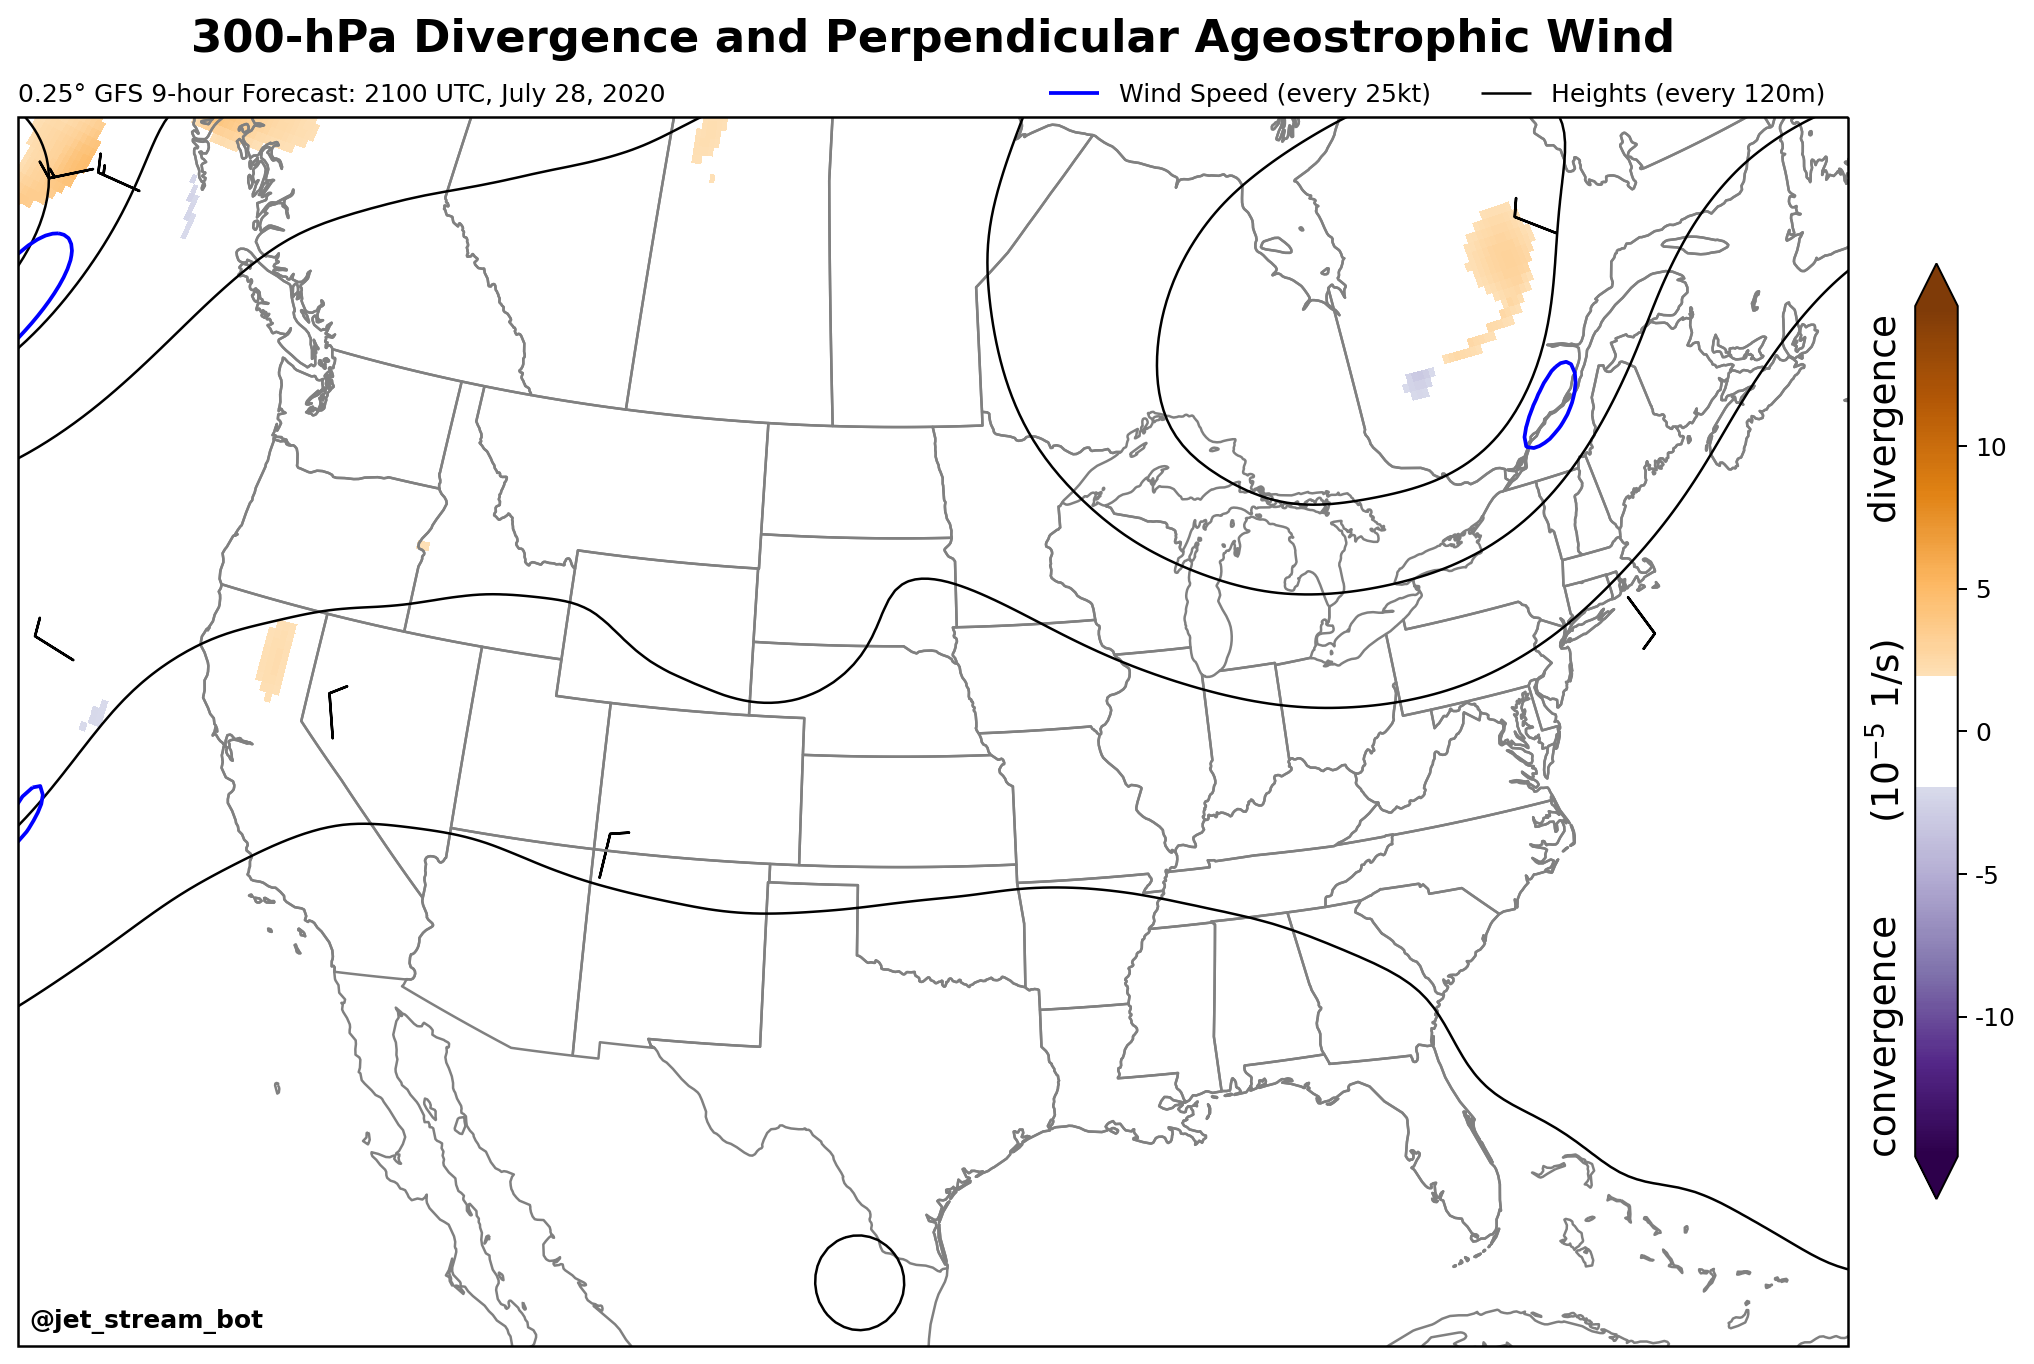 300-hPa Divergence and Perpendicular Ageostrophic Wind
0.25° GFS 9-hour Forecast: 2100 UTC, July 28, 2020
Wind Speed (every 25kt)
Heights (every 120m)
divergence
(10⁻⁵ 1/s)
convergence
10
5
0
-5
-10
@jet_stream_bot